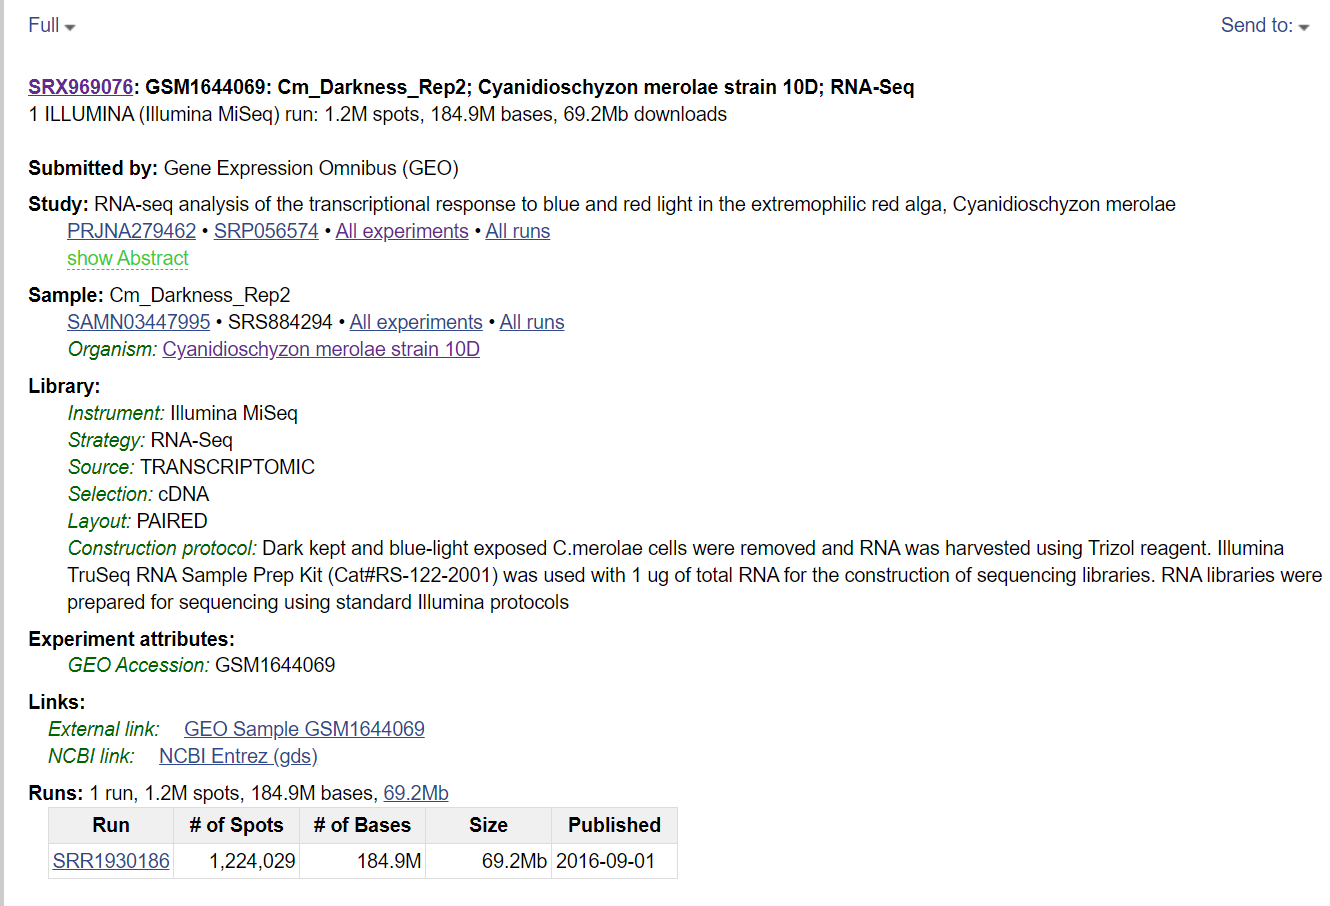 Full
Send to:
SRX969076: GSM1644069: Cm_Darkness_Rep2; Cyanidioschyzon merolae strain 10D; RNA-Seq
1 ILLUMINA (Illumina MiSeq) run: 1.2M spots, 184.9M bases, 69.2Mb downloads
Submitted by: Gene Expression Omnibus (GEO)
Study: RNA-seq analysis of the transcriptional response to blue and red light in the extremophilic red alga, Cyanidioschyzon merolae
PRJNA279462 • SRP056574 • All experiments • All runs
show Abstract
Sample: Cm_Darkness_Rep2
SAMN03447995 • SRS884294 • All experiments • All runs
Organism: Cyanidioschyzon merolae strain 10D
Library:
Instrument: Illumina MiSeq
Strategy: RNA-Seq
Source: TRANSCRIPTOMIC
Selection: cDNA
Layout: PAIRED
Construction protocol: Dark kept and blue-light exposed C.merolae cells were removed and RNA was harvested using Trizol reagent. Illumina
TruSeq RNA Sample Prep Kit (Cat#RS-122-2001) was used with 1 ug of total RNA for the construction of sequencing libraries. RNA libraries were
prepared for sequencing using standard Illumina protocols
Experiment attributes:
GEO Accession: GSM1644069
Links:
External link: GEO Sample GSM1644069
NCBI link: NCBI Entrez (gds)
Runs: 1 run, 1.2M spots, 184.9M bases, 69.2Mb
Run # of Spots # of Bases Size Published
SRR1930186 1,224,029 184.9M 69.2Mb 2016-09-01